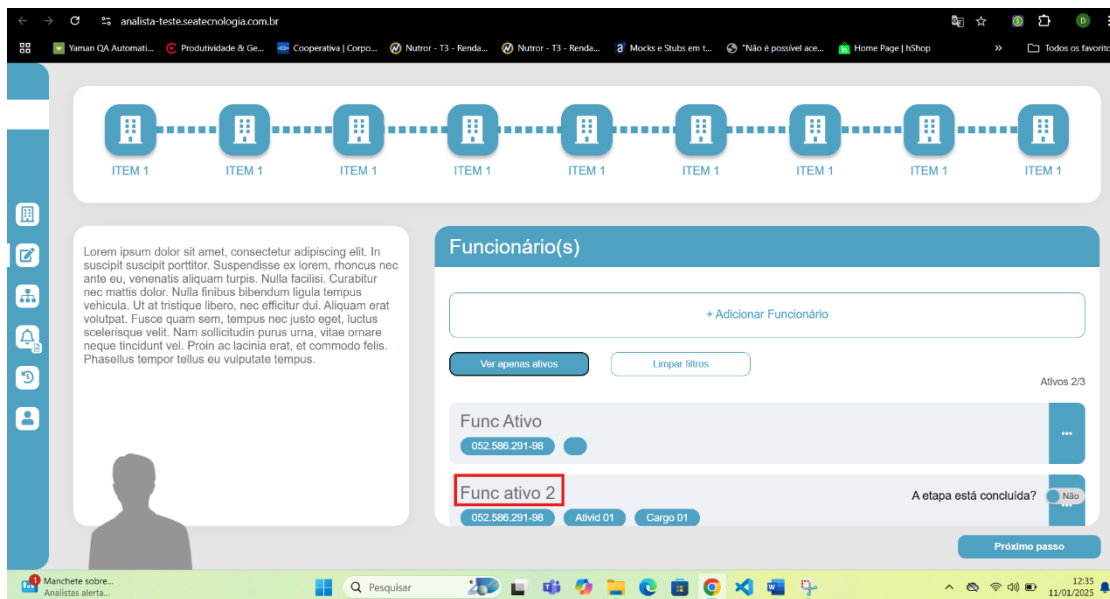 analista-teste.seatecnologia.com.br
D
Yaman QA Automati... Produtividade & Ge... Cooperativa | Corpo... Nutror - T3 - Renda... Nutror - T3 - Renda... Mocks e Stubs em t... "Não é possível ace... Home Page | hShop » Todos os favorito
ITEM 1 ITEM 1 ITEM 1 ITEM 1 ITEM 1 ITEM 1 ITEM 1 ITEM 1 ITEM 1
Lorem ipsum dolor sit amet, consectetur adipiscing elit. In
suscipit suscipit porttitor. Suspendisse ex lorem, rhoncus nec
ante eu, venenatis aliquam turpis. Nulla facilisi. Curabitur
nec mattis dolor. Nulla finibus bibendum ligula tempus
vehicula. Ut at tristique libero, nec efficitur dui. Aliquam erat
volutpat. Fusce quam sem, tempus nec justo eget, luctus
scelerisque velit. Nam sollicitudin purus urna, vitae ornare
neque tincidunt vel. Proin ac lacinia erat, et commodo felis.
Phasellus tempor tellus eu vulputate tempus.
Funcionário(s)
+ Adicionar Funcionário
Ver apenas ativos Limpar filtros
Ativos 2/3
Func Ativo
052.586.291-98
...
Func ativo 2
052.586.291-98 Ativid 01 Cargo 01
A etapa está concluída? Não
Próximo passo
1 Manchete sobre...
Analistas alerta...
Pesquisar
12:35
11/01/2025